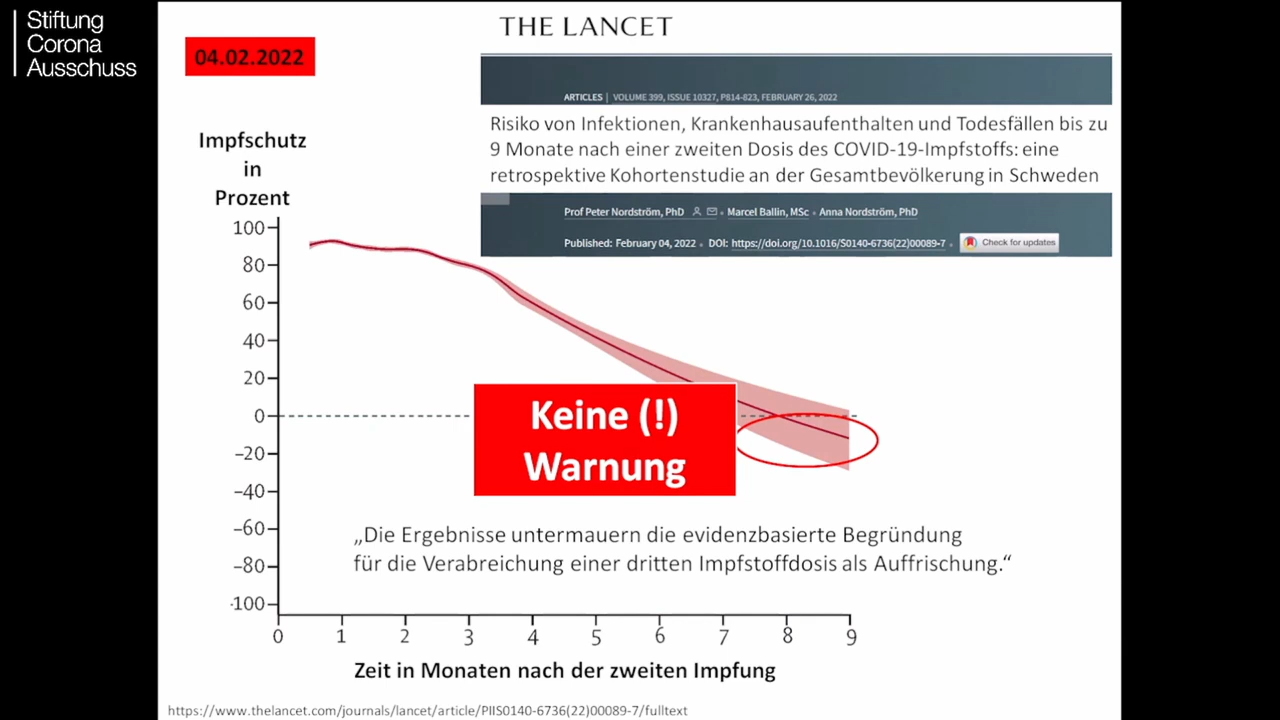 Stiftung
Corona
Ausschuss
04.02.2022
THE LANCET
ARTICLES | VOLUME 399, ISSUE 10327, P814-823, FEBRUARY 26, 2022
Risiko von Infektionen, Krankenhausaufenthalten und Todesfällen bis zu
9 Monate nach einer zweiten Dosis des COVID-19-Impfstoffs: eine
retrospektive Kohortenstudie an der Gesamtbevölkerung in Schweden
Prof Peter Nordström, PhD • Marcel Ballin, MSc • Anna Nordström, PhD
Published: February 04, 2022 • DOI: https://doi.org/10.1016/S0140-6736(22)00089-7 •
Check for updates
Impfschutz
in
Prozent
100
80
60
40
20
0
−20
−40
−60
−80
-100
Keine (!)
Warnung
„Die Ergebnisse untermauern die evidenzbasierte Begründung
für die Verabreichung einer dritten Impfstoffdosis als Auffrischung.“
0 1 2 3 4 5 6 7 8 9
Zeit in Monaten nach der zweiten Impfung
https://www.thelancet.com/journals/lancet/article/PIIS0140-6736(22)00089-7/fulltext